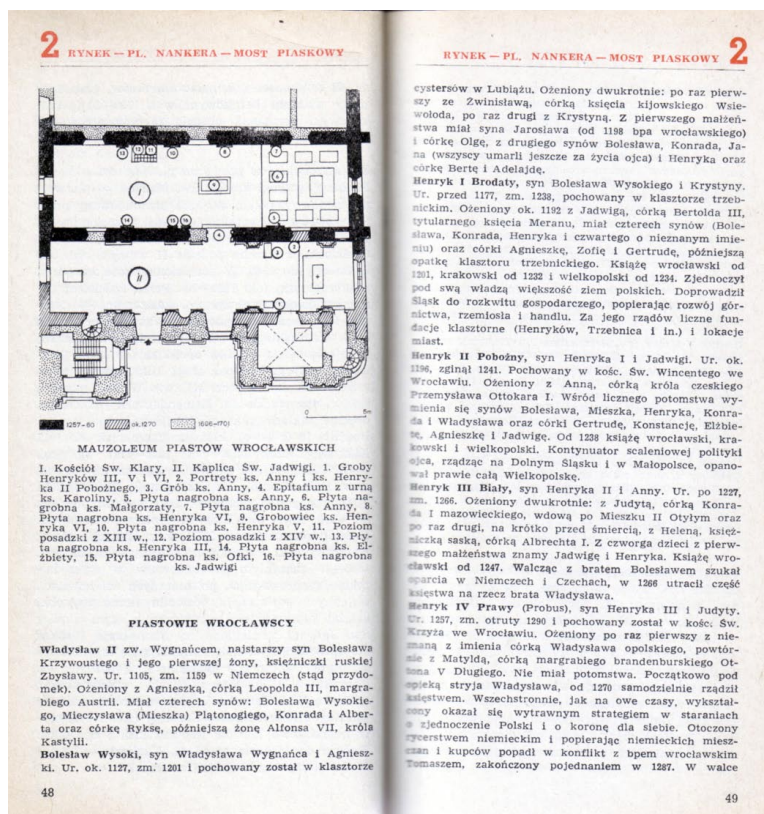 2 RYNEK — PL. NANKERA — MOST PIASKOWY
I
II
1
2
3
4
5
6
7
8
9
10
11
12
13
14
15
16
1257-60 ok.1270 1696-1701
0 5m
MAUZOLEUM PIASTÓW WROCŁAWSKICH
I. Kościół Św. Klary, II. Kaplica Św. Jadwigi. 1. Groby
Henryków III, V i VI, 2. Portrety ks. Anny i ks. Henry-
ka II Pobożnego, 3. Grób ks. Anny, 4. Epitafium z urną
ks. Karoliny, 5. Płyta nagrobna ks. Anny, 6. Płyta na-
grobna ks. Małgorzaty, 7. Płyta nagrobna ks. Anny, 8.
Płyta nagrobna ks. Henryka VI, 9. Grobowiec ks. Hen-
ryka VI, 10. Płyta nagrobna ks. Henryka V, 11. Poziom
posadzki z XIII w., 12. Poziom posadzki z XIV w., 13. Pły-
ta nagrobna ks. Henryka III, 14. Płyta nagrobna ks. El-
żbiety, 15. Płyta nagrobna ks. Ofki, 16. Płyta nagrobna
ks. Jadwigi
PIASTOWIE WROCŁAWSCY
Władysław II zw. Wygnańcem, najstarszy syn Bolesława
Krzywoustego i jego pierwszej żony, księżniczki ruskiej
Zbysławy. Ur. 1105, zm. 1159 w Niemczech (stąd przydo-
mek). Ożeniony z Agnieszką, córką Leopolda III, margra-
biego Austrii. Miał czterech synów: Bolesława Wysokie-
go, Mieczysława (Mieszka) Plątonogiego, Konrada i Alber-
ta oraz córkę Ryksę, późniejszą żonę Alfonsa VII, króla
Kastylii.
Bolesław Wysoki, syn Władysława Wygnańca i Agniesz-
ki. Ur. ok. 1127, zm. 1201 i pochowany został w klasztorze
48
RYNEK — PL. NANKERA — MOST PIASKOWY 2
cystersów w Lubiążu. Ożeniony dwukrotnie: po raz pierw-
szy ze Zwinisławą, córką księcia kijowskiego Wsie-
wołoda, po raz drugi z Krystyną. Z pierwszego małżeń-
stwa miał syna Jarosława (od 1198 bpa wrocławskiego)
i córkę Olgę, z drugiego synów Bolesława, Konrada, Ja-
na (wszyscy umarli jeszcze za życia ojca) i Henryka oraz
córkę Bertę i Adelajdę.
Henryk I Brodaty, syn Bolesława Wysokiego i Krystyny.
Ur. przed 1177, zm. 1238, pochowany w klasztorze trzeb-
nickim. Ożeniony ok. 1192 z Jadwigą, córką Bertolda III,
tytularnego księcia Meranu, miał czterech synów (Bole-
sława, Konrada, Henryka i czwartego o nieznanym imie-
niu) oraz córki Agnieszkę, Zofię i Gertrudę, późniejszą
opatkę klasztoru trzebnickiego. Książę wrocławski od
1201, krakowski od 1232 i wielkopolski od 1234. Zjednoczył
pod swą władzą większość ziem polskich. Doprowadził
Śląsk do rozkwitu gospodarczego, popierając rozwój gór-
nictwa, rzemiosła i handlu. Za jego rządów liczne fun-
dacje klasztorne (Henryków, Trzebnica i in.) i lokacje
miast.
Henryk II Pobożny, syn Henryka I i Jadwigi. Ur. ok.
1196, zginął 1241. Pochowany w kośc. Św. Wincentego we
Wrocławiu. Ożeniony z Anną, córką króla czeskiego
Przemysława Ottokara I. Wśród licznego potomstwa wy-
mienia się synów Bolesława, Mieszka, Henryka, Konra-
da i Władysława oraz córki Gertrudę, Konstancję, Elżbie-
tę, Agnieszkę i Jadwigę. Od 1238 książę wrocławski, kra-
kowski i wielkopolski. Kontynuator scaleniowej polityki
ojca, rządząc na Dolnym Śląsku i w Małopolsce, opano-
wał prawie całą Wielkopolskę.
Henryk III Biały, syn Henryka II i Anny. Ur. po 1227,
zm. 1266. Ożeniony dwukrotnie: z Judytą, córką Konra-
da I mazowieckiego, wdową po Mieszku II Otyłym oraz
po raz drugi, na krótko przed śmiercią, z Heleną, księż-
niczką saską, córką Albrechta I. Z czworga dzieci z pierw-
szego małżeństwa znamy Jadwigę i Henryka. Książę wro-
cławski od 1247. Walcząc z bratem Bolesławem szukał
oparcia w Niemczech i Czechach, w 1266 utracił część
księstwa na rzecz brata Władysława.
Henryk IV Prawy (Probus), syn Henryka III i Judyty.
Ur. 1257, zm. otruty 1290 i pochowany został w kośc. Św.
Krzyża we Wrocławiu. Ożeniony po raz pierwszy z nie-
znaną z imienia córką Władysława opolskiego, powtór-
nie z Matyldą, córką margrabiego brandenburskiego Ot-
tona V Długiego. Nie miał potomstwa. Początkowo pod
opieką stryja Władysława, od 1270 samodzielnie rządził
księstwem. Wszechstronnie, jak na owe czasy, wykształ-
cony okazał się wytrawnym strategiem w staraniach
o zjednoczenie Polski i o koronę dla siebie. Otoczony
rycerstwem niemieckim i popierając niemieckich miesz-
czan i kupców popadł w konflikt z bpem wrocławskim
Tomaszem, zakończony pojednaniem w 1287. W walce
49